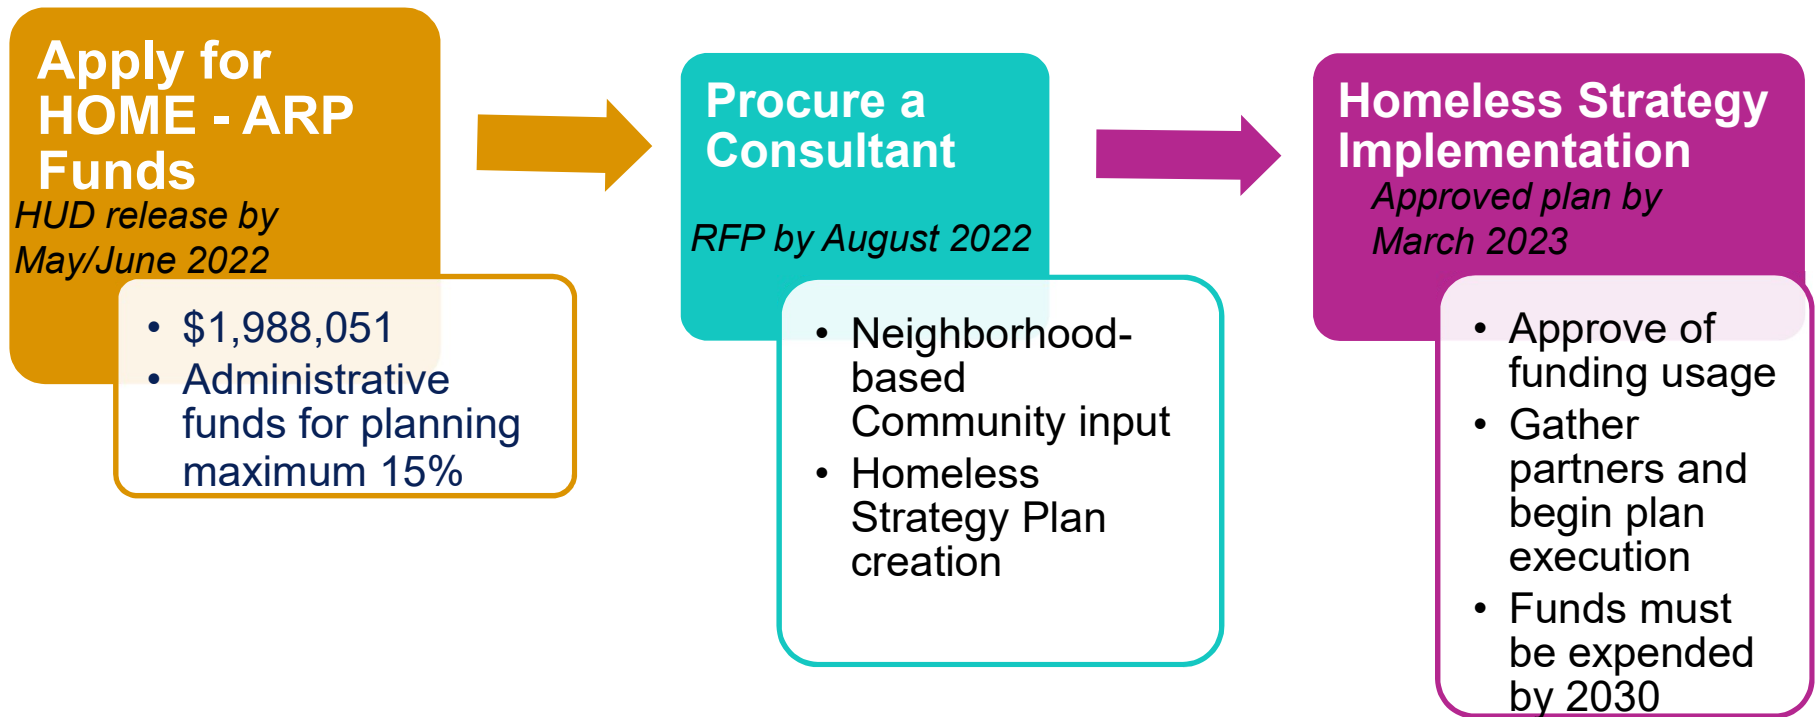 Apply for
HOME - ARP
Funds
HUD release by
May/June 2022
• $1,988,051
• Administrative
funds for planning
maximum 15%
Procure a
Consultant
RFP by August 2022
• Neighborhood-
based
Community input
• Homeless
Strategy Plan
creation
Homeless Strategy
Implementation
Approved plan by
March 2023
• Approve of
funding usage
• Gather
partners and
begin plan
execution
• Funds must
be expended
by 2030